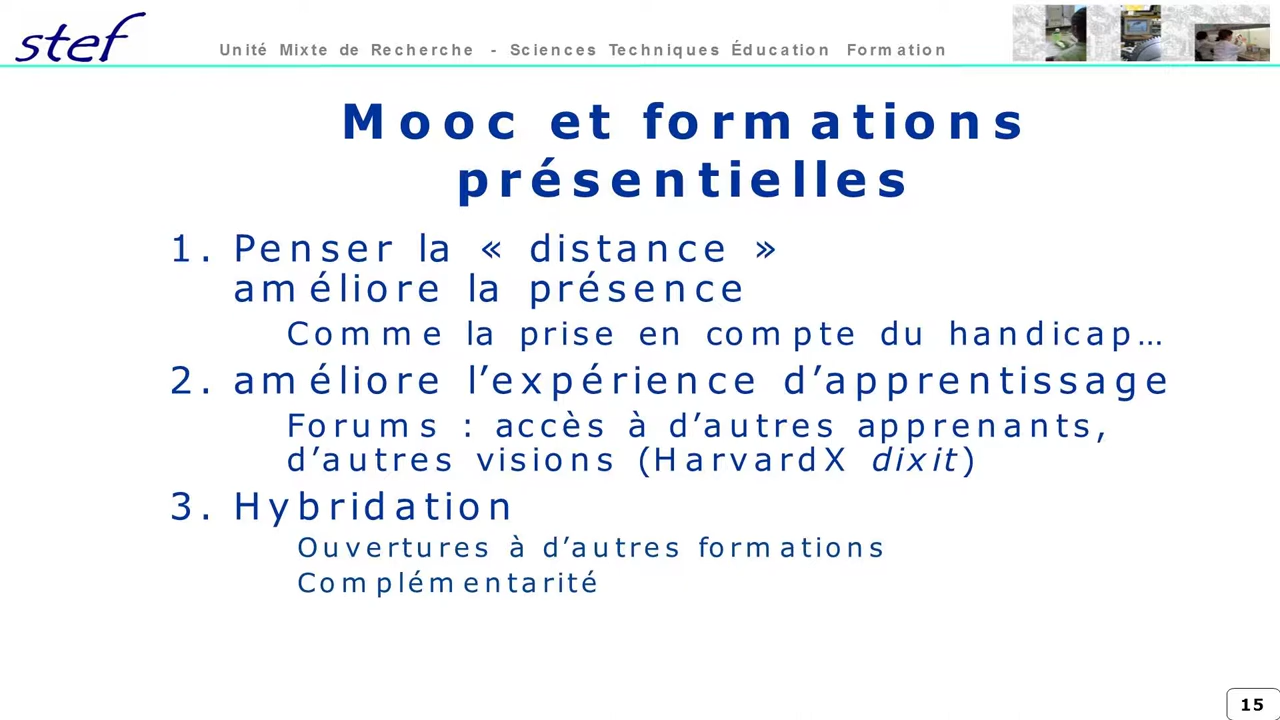 stef
Unité Mixte de Recherche - Sciences Techniques Éducation Formation
Mooc et formations
présentielles
1. Penser la « distance »
améliore la présence
Comme la prise en compte du handicap…
2. améliore l’expérience d’apprentissage
Forums : accès à d’autres apprenants,
d’autres visions (HarvardX dixit)
3. Hybridation
Ouvertures à d’autres formations
Complémentarité
15